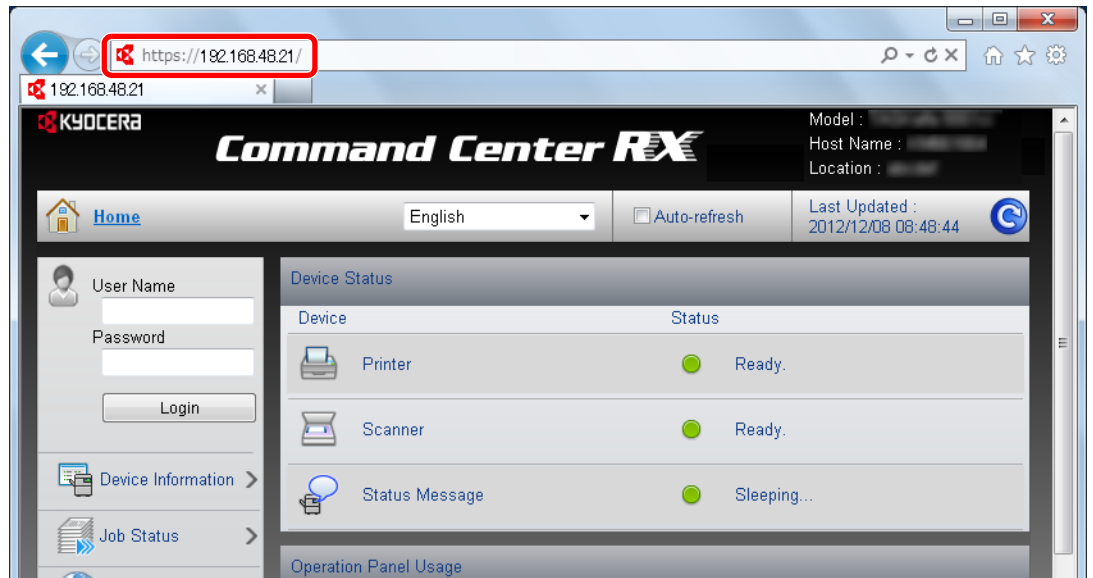 https://192.168.48.21/
192.168.48.21
KYOCERA
Command Center RX
Model :
Host Name :
Location :
Home
English
Auto-refresh
Last Updated :
2012/12/08 08:48:44
User Name
Password
Login
Device Information
Job Status
Device Status
Device Status
Printer Ready.
Scanner Ready.
Status Message Sleeping...
Operation Panel Usage